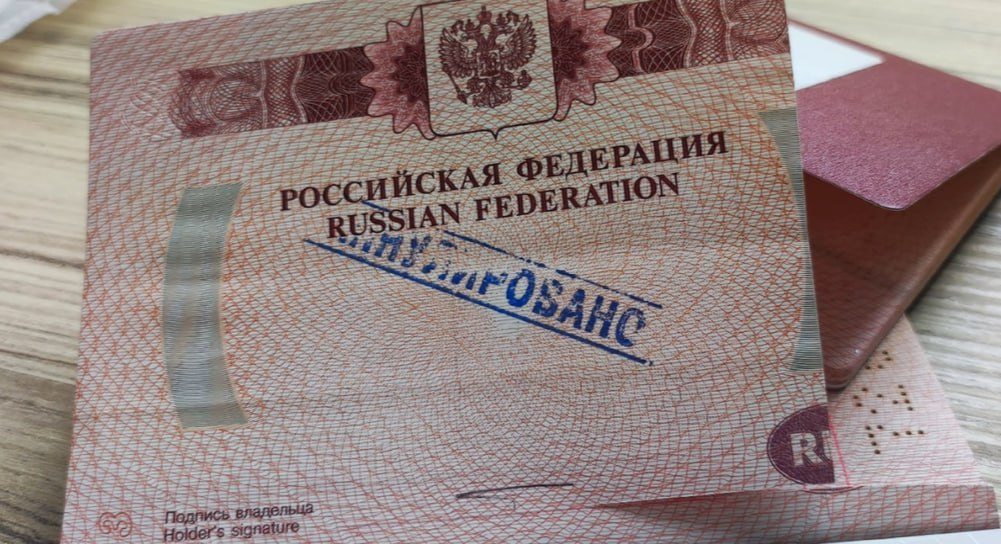 РОССИЙСКАЯ ФЕДЕРАЦИЯ
RUSSIAN FEDERATION
Подпись владельца
Holder's signature